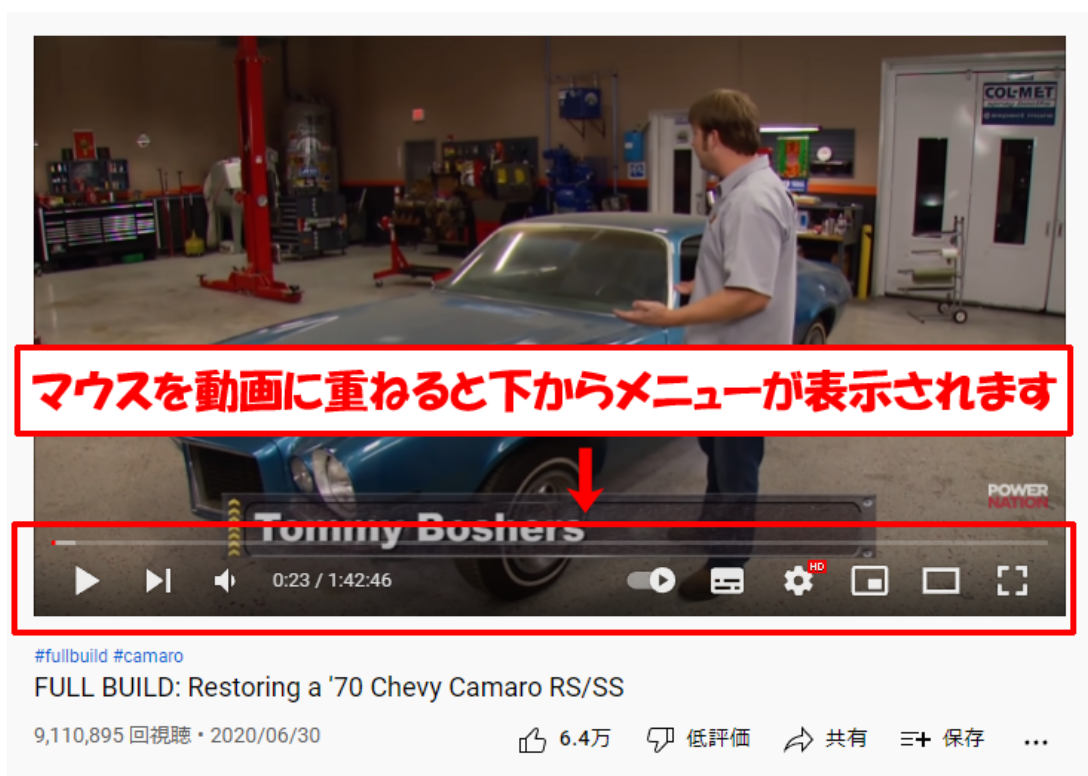 COL-MET
マウスを動画に重ねると下からメニューが表示されます
POWER
NATION
Tommy Boshers
0:23 / 1:42:46
HD
#fullbuild #camaro
FULL BUILD: Restoring a '70 Chevy Camaro RS/SS
9,110,895 回視聴・2020/06/30
6.4万 低評価 共有 保存 ...